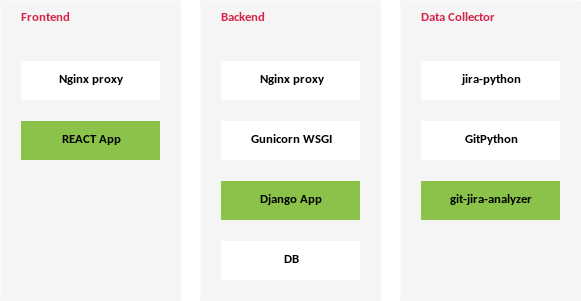 Frontend
Nginx proxy
REACT App
Backend
Nginx proxy
Gunicorn WSGI
Django App
DB
Data Collector
jira-python
GitPython
git-jira-analyzer